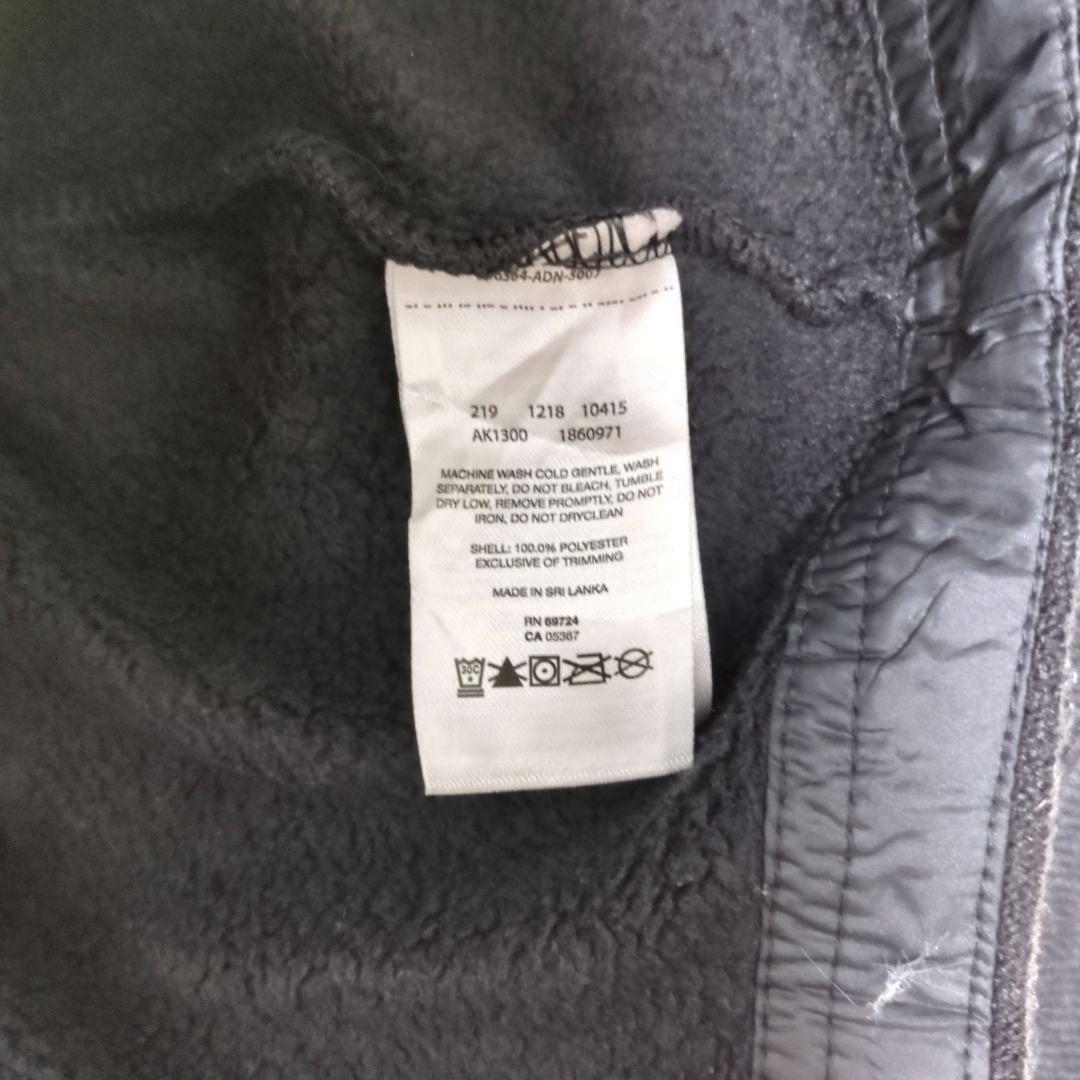 219 1218 10415
AK1300 1860971
MACHINE WASH COLD GENTLE, WASH
SEPARATELY, DO NOT BLEACH, TUMBLE
DRY LOW, REMOVE PROMPTLY, DO NOT
IRON, DO NOT DRYCLEAN
SHELL: 100.0% POLYESTER
EXCLUSIVE OF TRIMMING
MADE IN SRI LANKA
RN 69724
CA 05367
30C